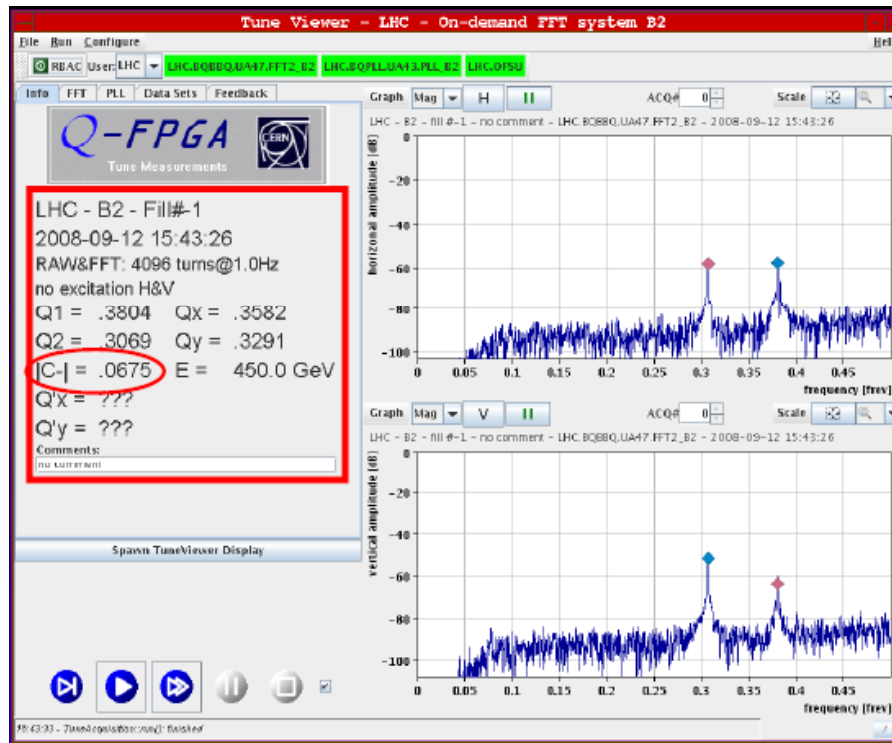 Tune Viewer - LHC - On-demand FFT system B2
File Run Configure Hel
RBAC User: LHC LHC.BQBBQ.UA47.FFT2_B2 LHC.BQPLL.UA43.PLL_B2 LHC.OFSU
Info FFT PLL Data Sets Feedback
Q-FPGA
CERN
Tune Measurements
LHC - B2 - Fill#-1
2008-09-12 15:43:26
RAW&FFT: 4096 turns@1.0Hz
no excitation H&V
Q1 = .3804 Qx = .3582
Q2 = .3069 Qy = .3291
|C-| = .0675 E = 450.0 GeV
Q'x = ???
Q'y = ???
Comments:
no comment
Spawn TuneViewer Display
Graph Mag H ACQ# 0 Scale
LHC - B2 - fill #-1 - no comment - LHC.BQBBQ.UA47.FFT2_B2 - 2008-09-12 15:43:26
horizonal amplitude [dB]
0
-20
-40
-60
-80
-100
0 0.05 0.1 0.15 0.2 0.25 0.3 0.35 0.4 0.45
frequency [frev]
Graph Mag V ACQ# 0 Scale
LHC - B2 - fill #-1 - no comment - LHC.BQBBQ.UA47.FFT2_B2 - 2008-09-12 15:43:26
vertical amplitude [dB]
0
-20
-40
-60
-80
-100
0 0.05 0.1 0.15 0.2 0.25 0.3 0.35 0.4 0.45
frequency [frev]
:43:33 - TuneAcquisition::run(): finished